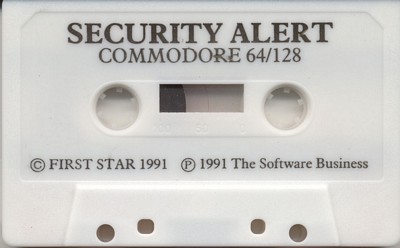 SECURITY ALERT
COMMODORE 64/128
© FIRST STAR 1991 ℗ 1991 The Software Business